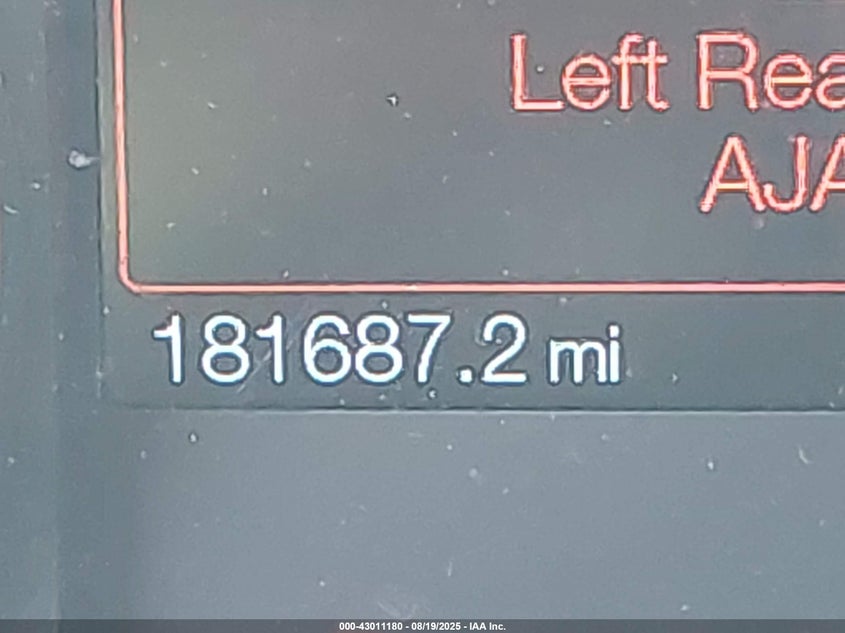 Left Rea
AJA
181687.2 mi
000-43011180 - 08/19/2025 - IAA Inc.